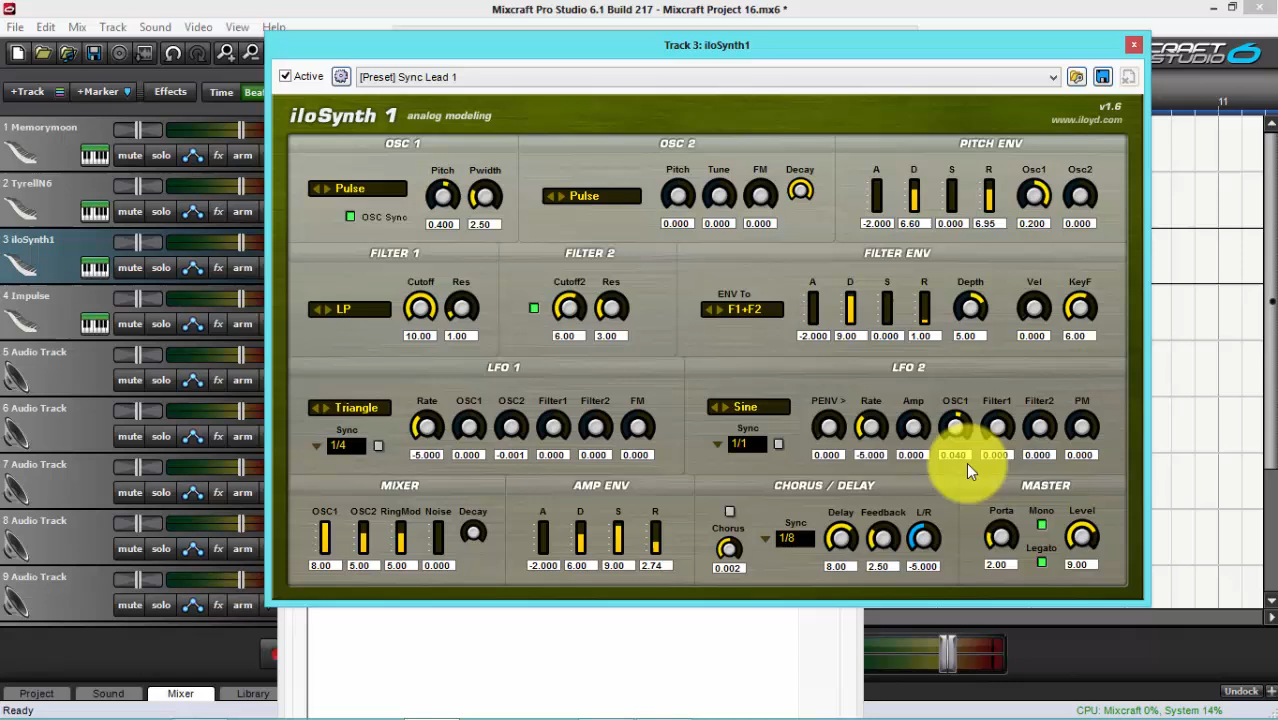 Mixcraft Pro Studio 6.1 Build 217 - Mixcraft Project 16.mx6 *
File Edit Mix Track Sound Video View Help
Track 3: iloSynth1
x
Active [Preset] Sync Lead 1
CRAFT
STUDIO 6
+Track +Marker Effects Time Beat
11
iloSynth 1 analog modeling
v1.6
www.iloyd.com
OSC 1 OSC 2 PITCH ENV
Pulse Pitch Pwidth
OSC Sync
0.400 2.50
Pulse Pitch Tune FM Decay
0.000 0.000 0.000
A D S R Osc1 Osc2
-2.000 6.60 0.000 6.95 0.200 0.000
FILTER 1 FILTER 2 FILTER ENV
LP Cutoff Res
10.00 1.00
Cutoff2 Res
6.00 3.00
ENV To
F1+F2
A D S R Depth Vel KeyF
-2.000 9.00 0.000 1.00 5.00 0.000 6.00
LFO 1 LFO 2
Triangle
Sync
1/4
Rate OSC1 OSC2 Filter1 Filter2 FM
-5.000 0.000 -0.001 0.000 0.000 0.000
Sine
Sync
1/1
PENV > Rate Amp OSC1 Filter1 Filter2 PM
0.000 -5.000 0.000 0.040 0.000 0.000 0.000
MIXER AMP ENV CHORUS / DELAY MASTER
OSC1 OSC2 RingMod Noise Decay
8.00 5.00 5.00 0.000
A D S R
-2.000 6.00 9.00 2.74
Chorus
0.002
Sync
1/8
Delay Feedback L/R
8.00 2.50 -5.000
Porta Mono Level
Legato
2.00 9.00
1 Memorymoon
mute solo fx arm
2 TyrellN6
mute solo fx arm
3 iloSynth1
mute solo fx arm
4 Impulse
mute solo fx arm
5 Audio Track
mute solo fx arm
6 Audio Track
mute solo fx arm
7 Audio Track
mute solo fx arm
8 Audio Track
mute solo fx arm
9 Audio Track
mute solo fx arm
Project Sound Mixer Library
Undock
Ready
CPU: Mixcraft 0%, System 14%